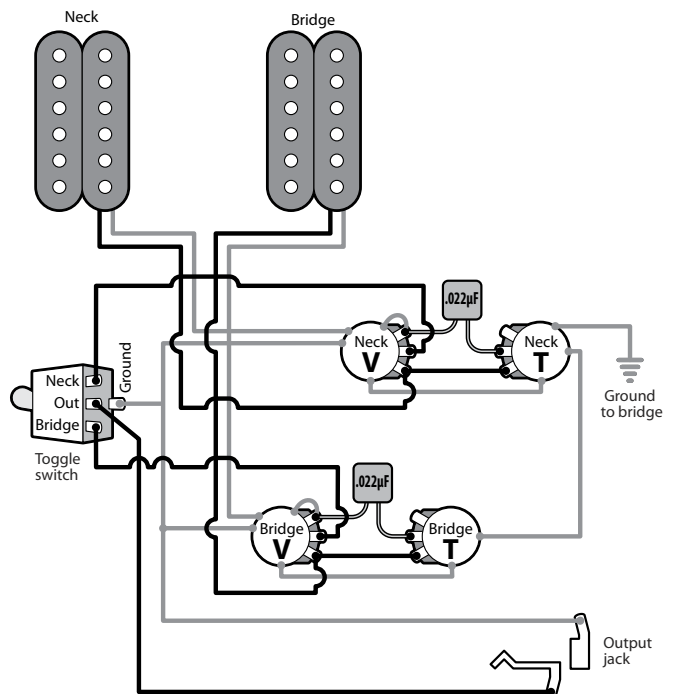 Neck
Bridge
.022µF
Neck
V
Neck
T
Ground
to bridge
Neck
Out
Bridge
Ground
Toggle
switch
.022µF
Bridge
V
Bridge
T
Output
jack